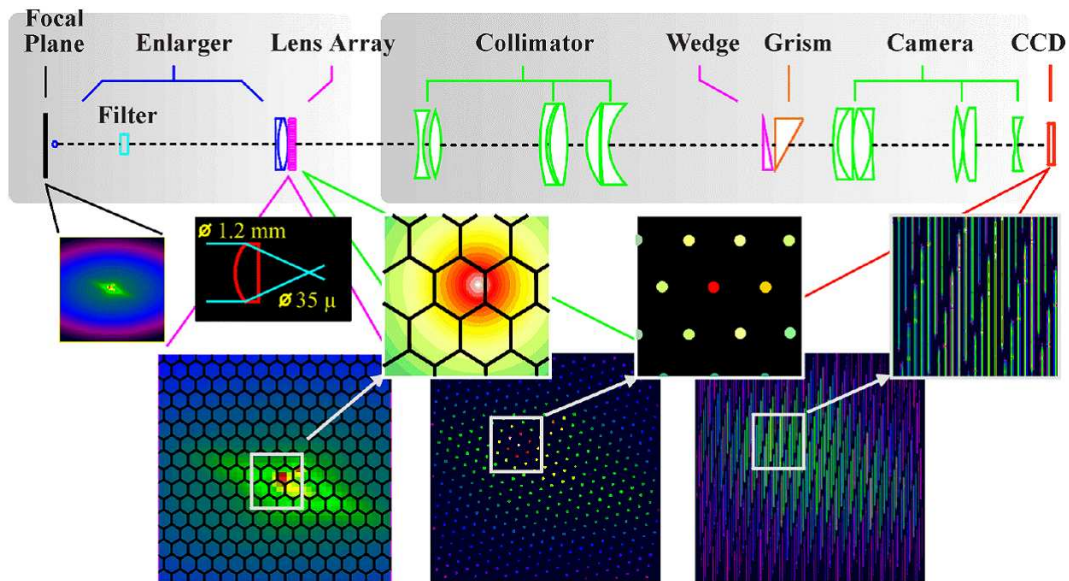 Focal
Plane
Enlarger
Lens Array
Collimator
Wedge
Grism
Camera
CCD
Filter
Ø 1.2 mm
Ø 35 µ